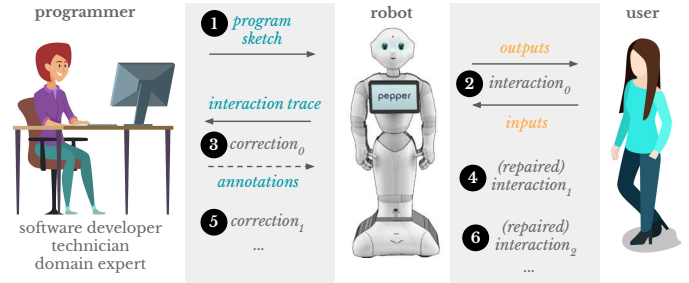 programmer
robot
user
1 program
sketch
interaction trace
3 correction0
annotations
5 correction1
...
pepper
outputs
2 interaction0
inputs
4 (repaired)
interaction1
6 (repaired)
interaction2
...
software developer
technician
domain expert